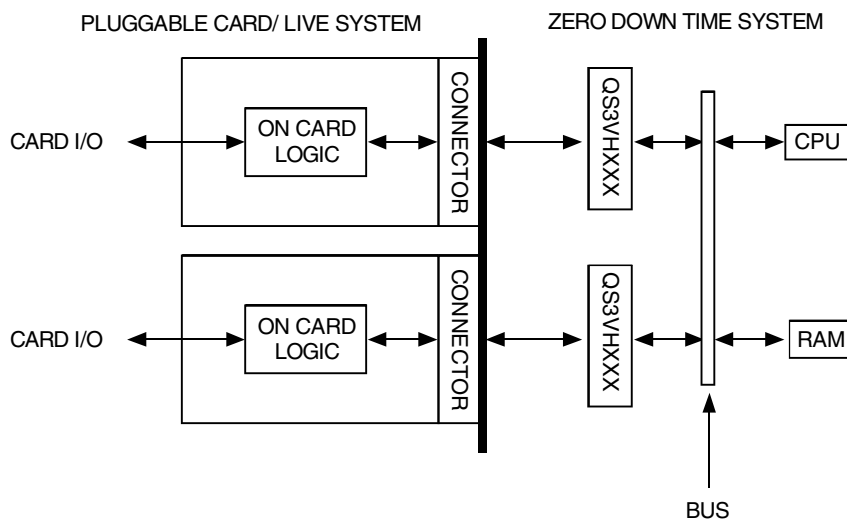 PLUGGABLE CARD/ LIVE SYSTEM
ZERO DOWN TIME SYSTEM
CARD I/O
ON CARD
LOGIC
CONNECTOR
QS3VHXXX
CPU
CARD I/O
ON CARD
LOGIC
CONNECTOR
QS3VHXXX
RAM
BUS